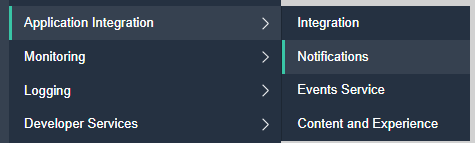 Application Integration
Monitoring
Logging
Developer Services
Integration
Notifications
Events Service
Content and Experience